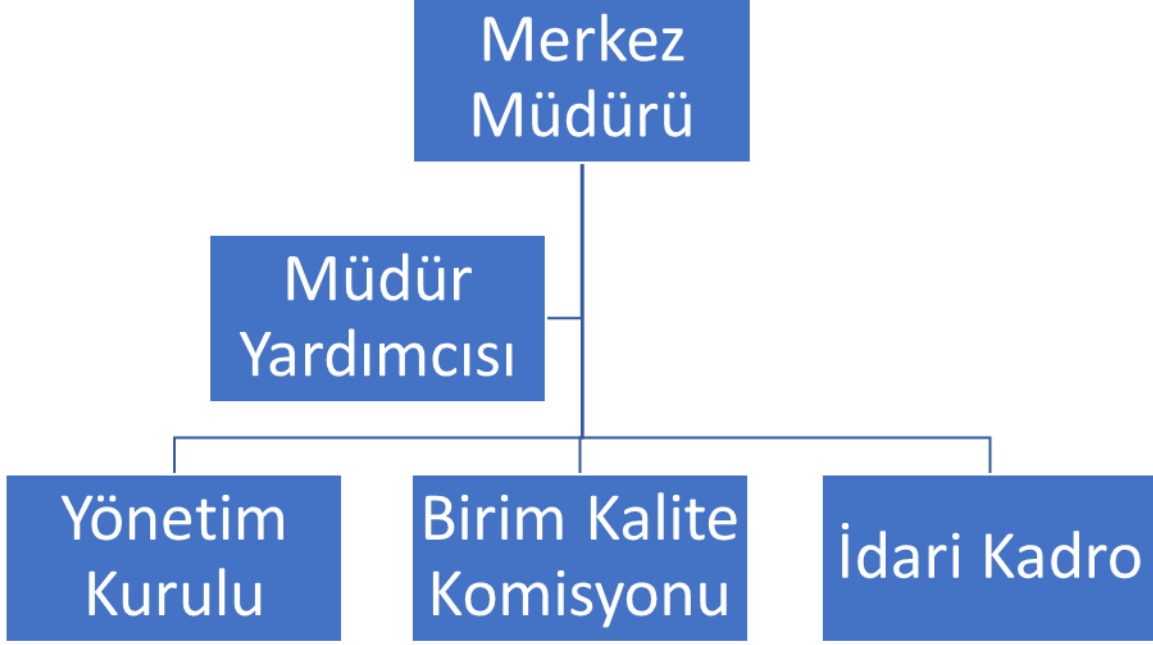 Merkez
Müdürü
Müdür
Yardımcısı
Yönetim
Kurulu
Birim Kalite
Komisyonu
İdari Kadro